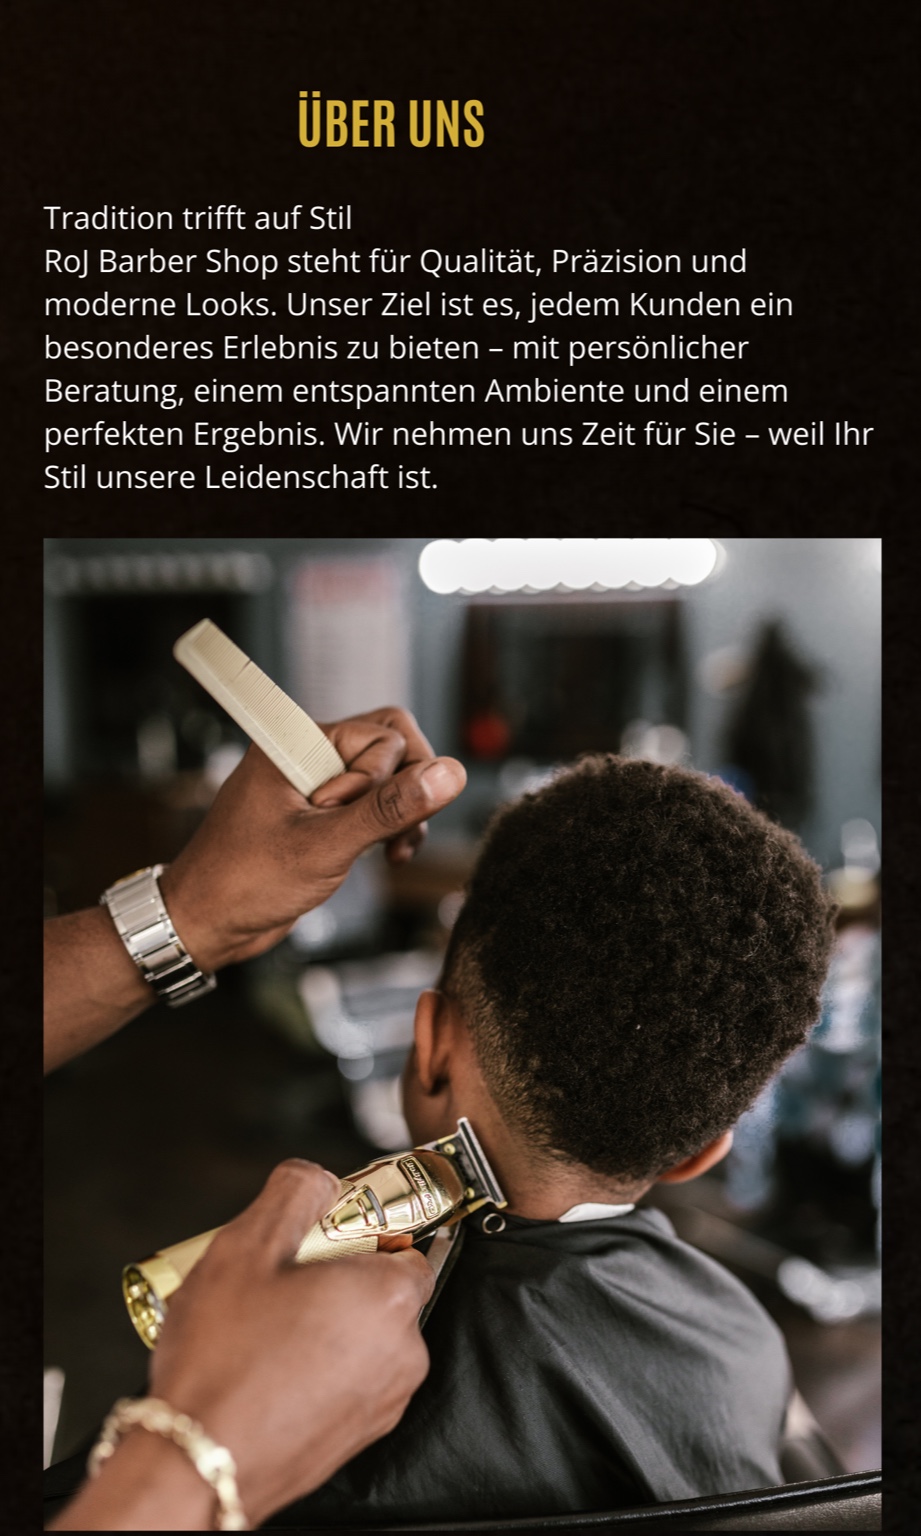 ÜBER UNS
Tradition trifft auf Stil
RoJ Barber Shop steht für Qualität, Präzision und
moderne Looks. Unser Ziel ist es, jedem Kunden ein
besonderes Erlebnis zu bieten – mit persönlicher
Beratung, einem entspannten Ambiente und einem
perfekten Ergebnis. Wir nehmen uns Zeit für Sie – weil Ihr
Stil unsere Leidenschaft ist.